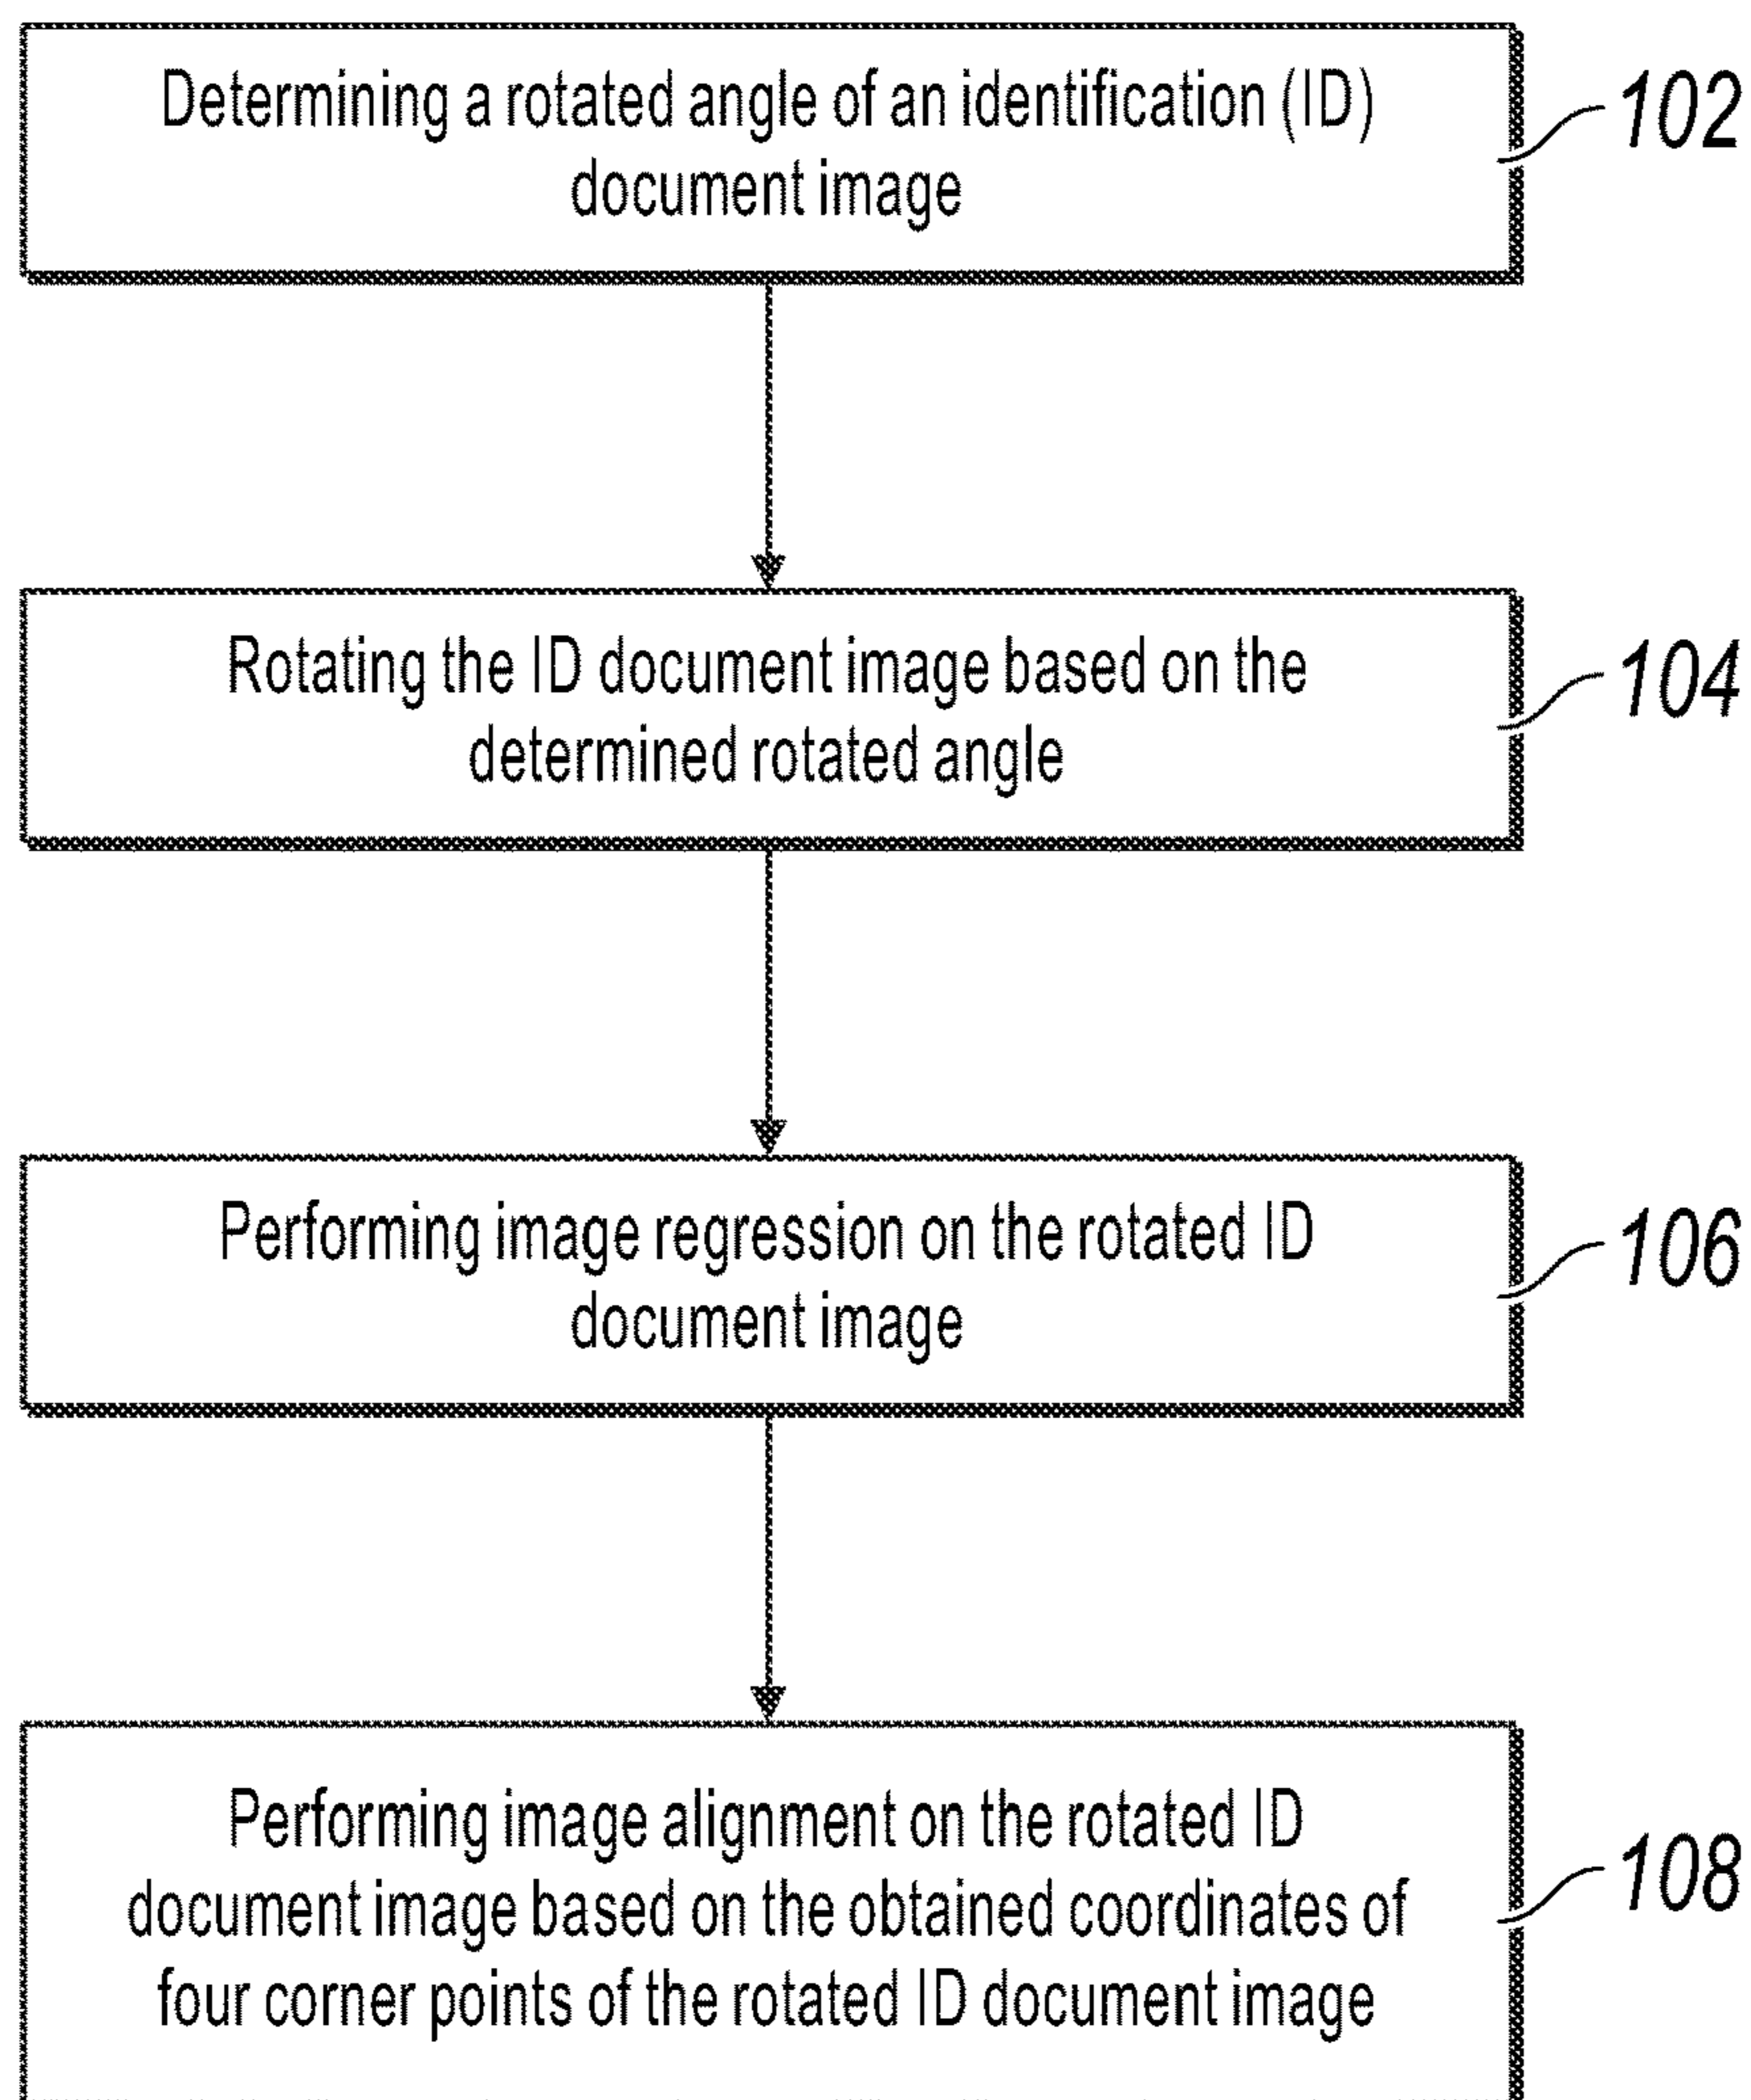 Determining a rotated angle of an identification (ID)
document image
102
Rotating the ID document image based on the
determined rotated angle
104
Performing image regression on the rotated ID
document image
106
Performing image alignment on the rotated ID
document image based on the obtained coordinates of
four corner points of the rotated ID document image
108